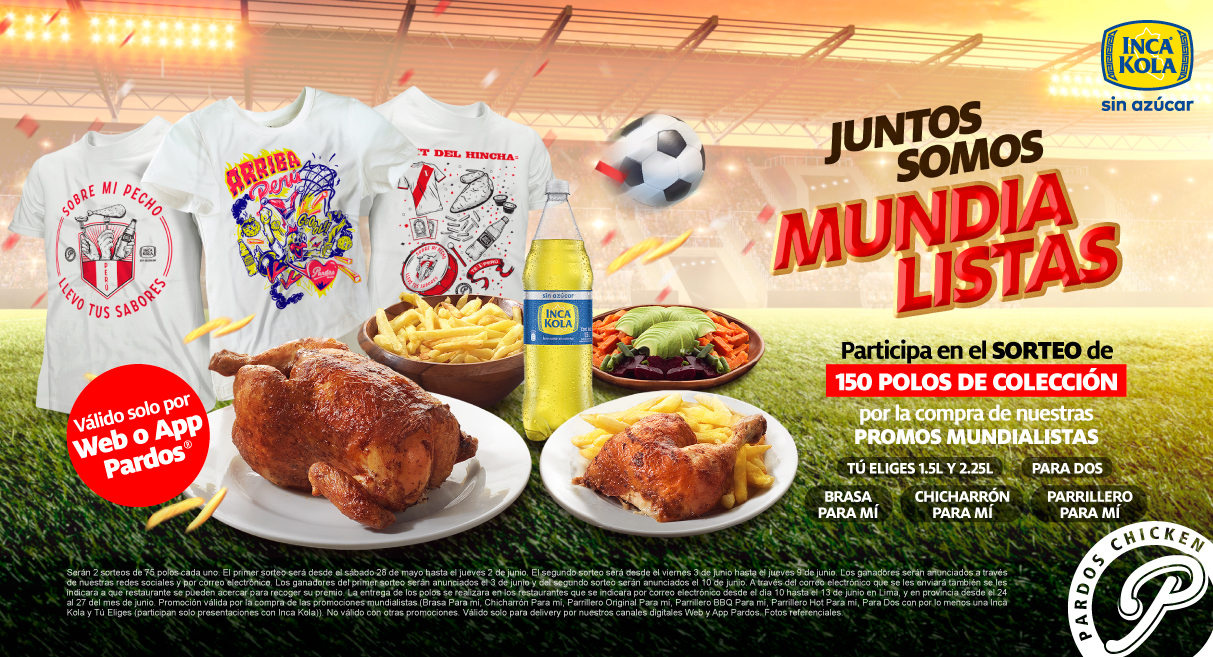 INCA
KOLA
sin azúcar
JUNTOS
SOMOS
MUNDIA
LISTAS
Participa en el SORTEO de
150 POLOS DE COLECCIÓN
por la compra de nuestras
PROMOS MUNDIALISTAS
TÚ ELIGES 1.5L Y 2.25L
PARA DOS
BRASA
PARA MÍ
CHICHARRÓN
PARA MÍ
PARRILLERO
PARA MÍ
SOBRE MI PECHO
INCA
KOLA
PERÚ
LLEVO TUS SABORES
ARRIBA
Perú
Pardos
T DEL HINCHA:
sin azúcar
INCA
KOLA
Válido solo por
Web o App
Pardos®
PARDOS CHICKEN
Serán 2 sorteos de 75 polos cada uno. El primer sorteo será desde el sábado 28 de mayo hasta el jueves 2 de junio. El segundo sorteo será desde el viernes 3 de junio hasta el jueves 9 de junio. Los ganadores serán anunciados a través
de nuestras redes sociales y por correo electrónico. Los ganadores del primer sorteo serán anunciados el 3 de junio y del segundo sorteo serán anunciados el 10 de junio. A través del correo electrónico que se les enviará también se les
indicara a que restaurante se pueden acercar para recoger su premio. La entrega de los polos se realizara en los restaurantes que se indicara por correo electrónico desde el día 10 hasta el 13 de junio en Lima, y en provincia desde el 24
al 27 del mes de junio. Promoción válida por la compra de las promociones mundialistas (Brasa Para mí, Chicharrón Para mí, Parrillero Original Para mí, Parrillero BBQ Para mí, Parrillero Hot Para mí, Para Dos con por lo menos una Inca
Kola y Tú Eliges (participan solo presentaciones con Inca Kola)). No válido con otras promociones. Válido solo para delivery por nuestros canales digitales Web y App Pardos. Fotos referenciales.